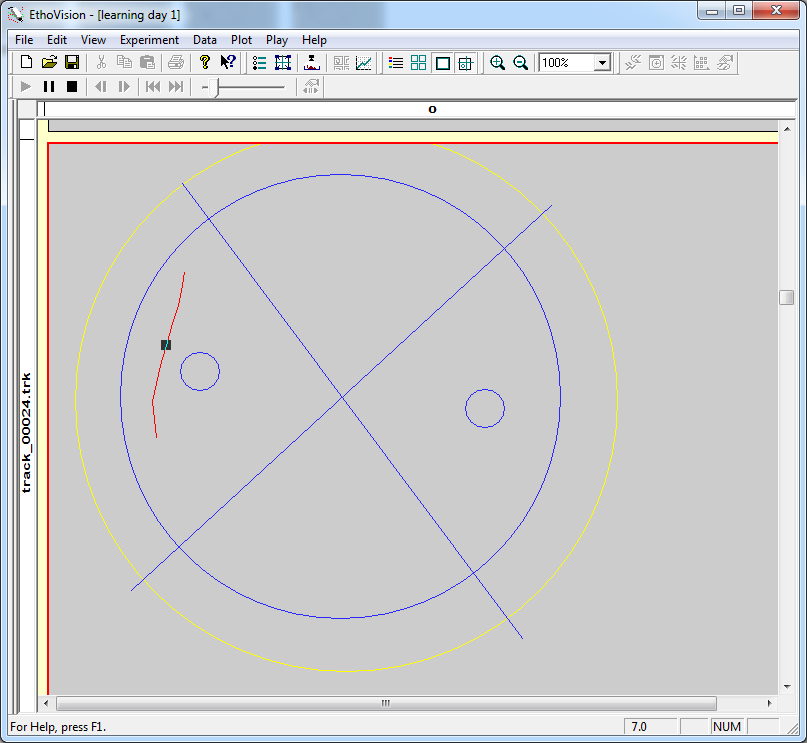 EthoVision - [learning day 1]
File Edit View Experiment Data Plot Play Help
100%
0
track_00024.trk
For Help, press F1.
7.0 NUM